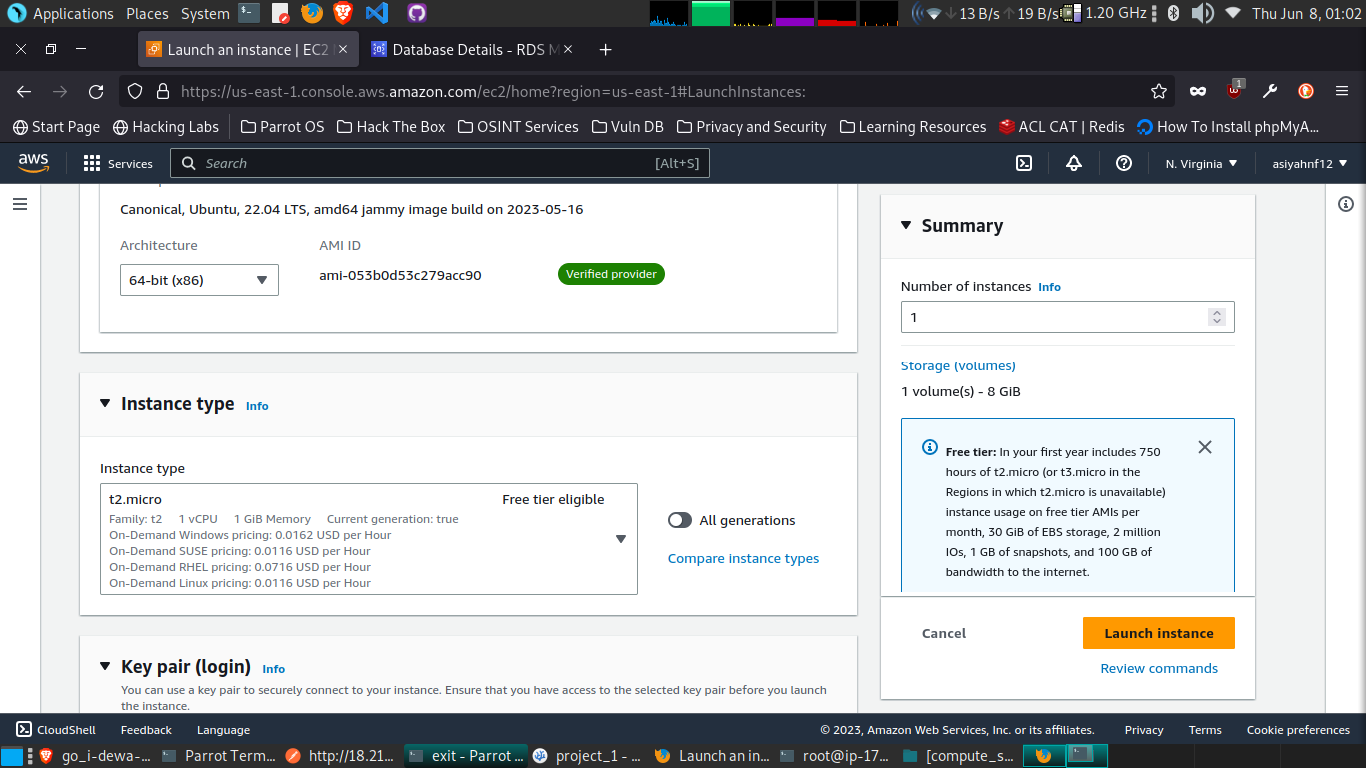 Applications Places System 13 B/s 19 B/s 1.20 GHz Thu Jun 8, 01:02
Launch an instance | EC2 Database Details - RDS M
https://us-east-1.console.aws.amazon.com/ec2/home?region=us-east-1#LaunchInstances: 1
Start Page Hacking Labs Parrot OS Hack The Box OSINT Services Vuln DB Privacy and Security Learning Resources ACL CAT | Redis How To Install phpMyA...
aws Services Search [Alt+S] N. Virginia asiyahnf12
Canonical, Ubuntu, 22.04 LTS, amd64 jammy image build on 2023-05-16
Architecture AMI ID
64-bit (x86) ami-053b0d53c279acc90 Verified provider
Instance type Info
Instance type
t2.micro Free tier eligible
Family: t2 1 vCPU 1 GiB Memory Current generation: true
On-Demand Windows pricing: 0.0162 USD per Hour
On-Demand SUSE pricing: 0.0116 USD per Hour
On-Demand RHEL pricing: 0.0716 USD per Hour
On-Demand Linux pricing: 0.0116 USD per Hour
All generations
Compare instance types
Key pair (login) Info
You can use a key pair to securely connect to your instance. Ensure that you have access to the selected key pair before you launch
the instance.
Summary
Number of instances Info
1
Storage (volumes)
1 volume(s) - 8 GiB
Free tier: In your first year includes 750
hours of t2.micro (or t3.micro in the
Regions in which t2.micro is unavailable)
instance usage on free tier AMIs per
month, 30 GiB of EBS storage, 2 million
IOs, 1 GB of snapshots, and 100 GB of
bandwidth to the internet.
Cancel Launch instance
Review commands
CloudShell Feedback Language © 2023, Amazon Web Services, Inc. or its affiliates. Privacy Terms Cookie preferences
go_i-dewa-... Parrot Term... http://18.21... exit - Parrot ... project_1 - ... Launch an in... root@ip-17... [compute_s...